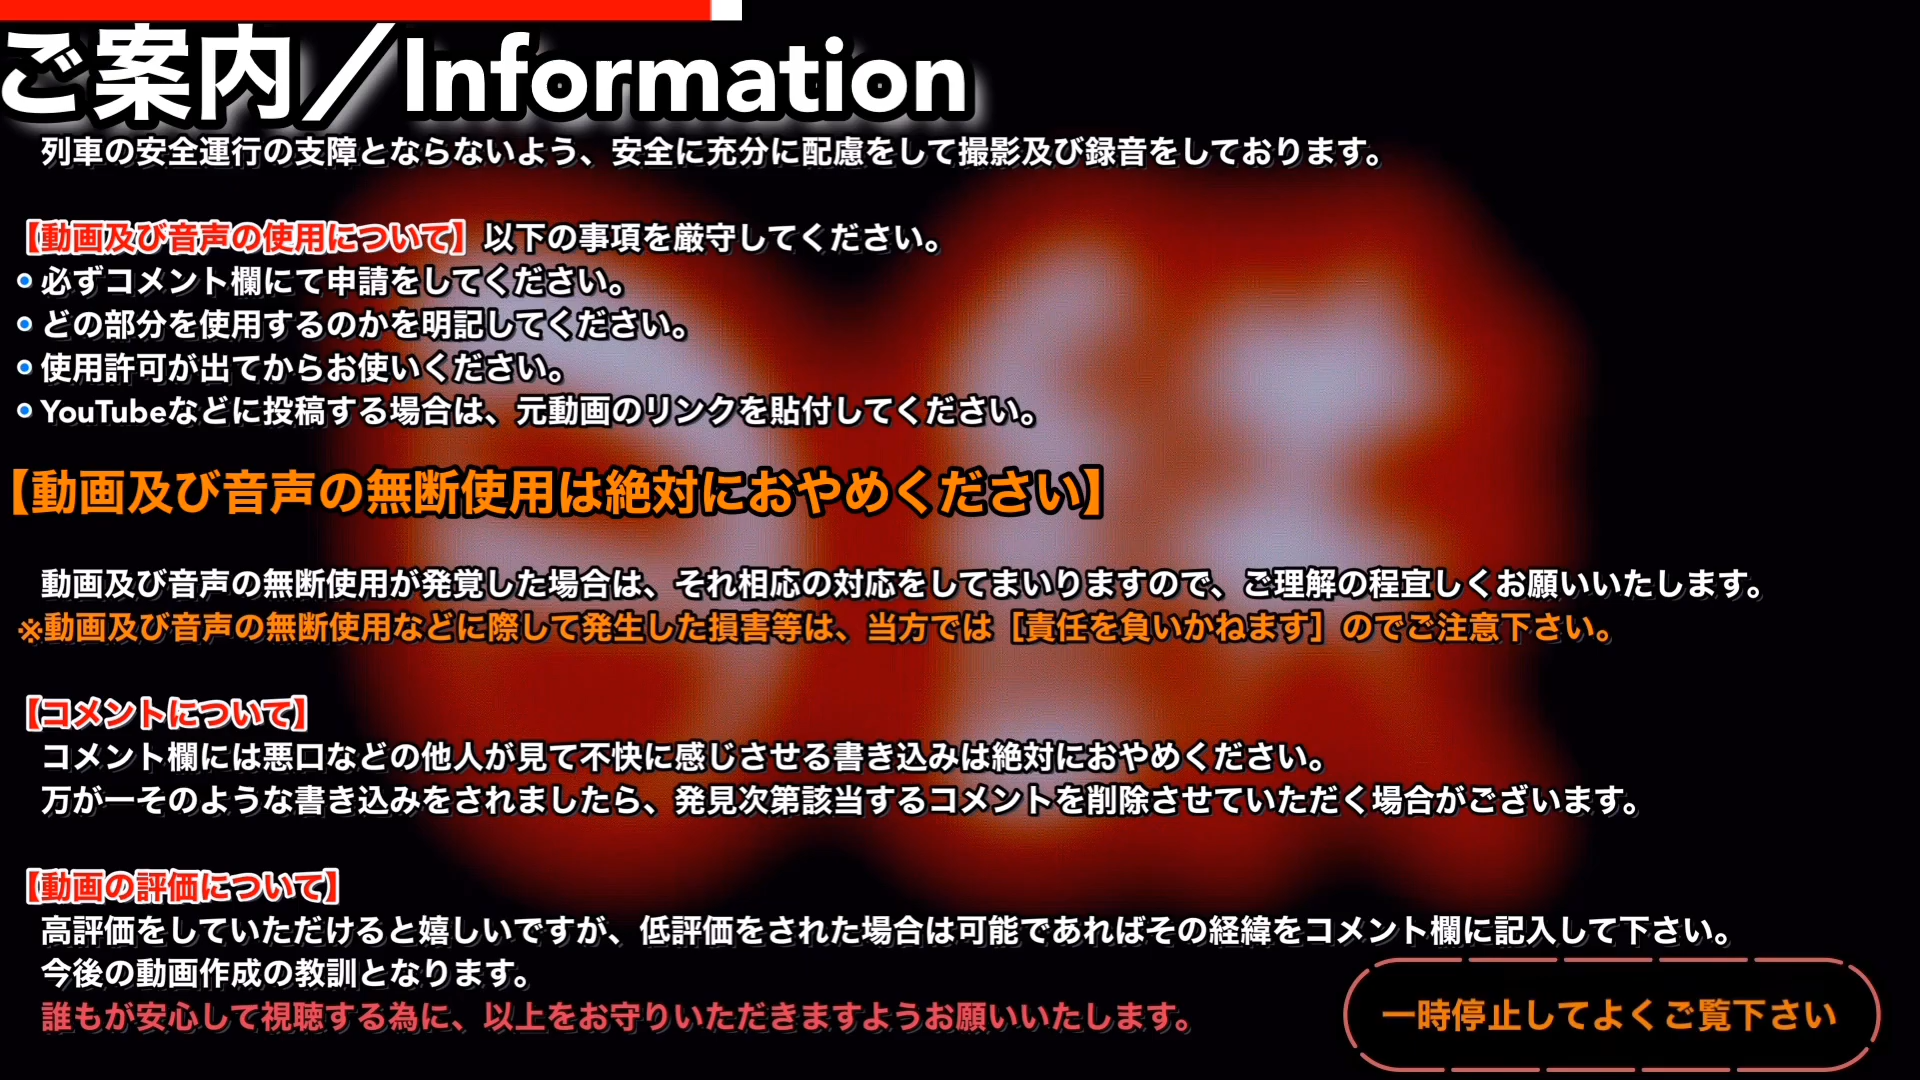 ご案内／Information
列車の安全運行の支障とならないよう、安全に充分に配慮をして撮影及び録音をしております。
【動画及び音声の使用について】以下の事項を厳守してください。
•必ずコメント欄にて申請をしてください。
•どの部分を使用するのかを明記してください。
•使用許可が出てからお使いください。
•YouTubeなどに投稿する場合は、元動画のリンクを貼付してください。
【動画及び音声の無断使用は絶対におやめください】
動画及び音声の無断使用が発覚した場合は、それ相応の対応をしてまいりますので、ご理解の程宜しくお願いいたします。
※動画及び音声の無断使用などに際して発生した損害等は、当方では［責任を負いかねます］のでご注意下さい。
【コメントについて】
コメント欄には悪口などの他人が見て不快に感じさせる書き込みは絶対におやめください。
万が一そのような書き込みをされましたら、発見次第該当するコメントを削除させていただく場合がございます。
【動画の評価について】
高評価をしていただけると嬉しいですが、低評価をされた場合は可能であればその経緯をコメント欄に記入して下さい。
今後の動画作成の教訓となります。
誰もが安心して視聴する為に、以上をお守りいただきますようお願いいたします。
一時停止してよくご覧下さい